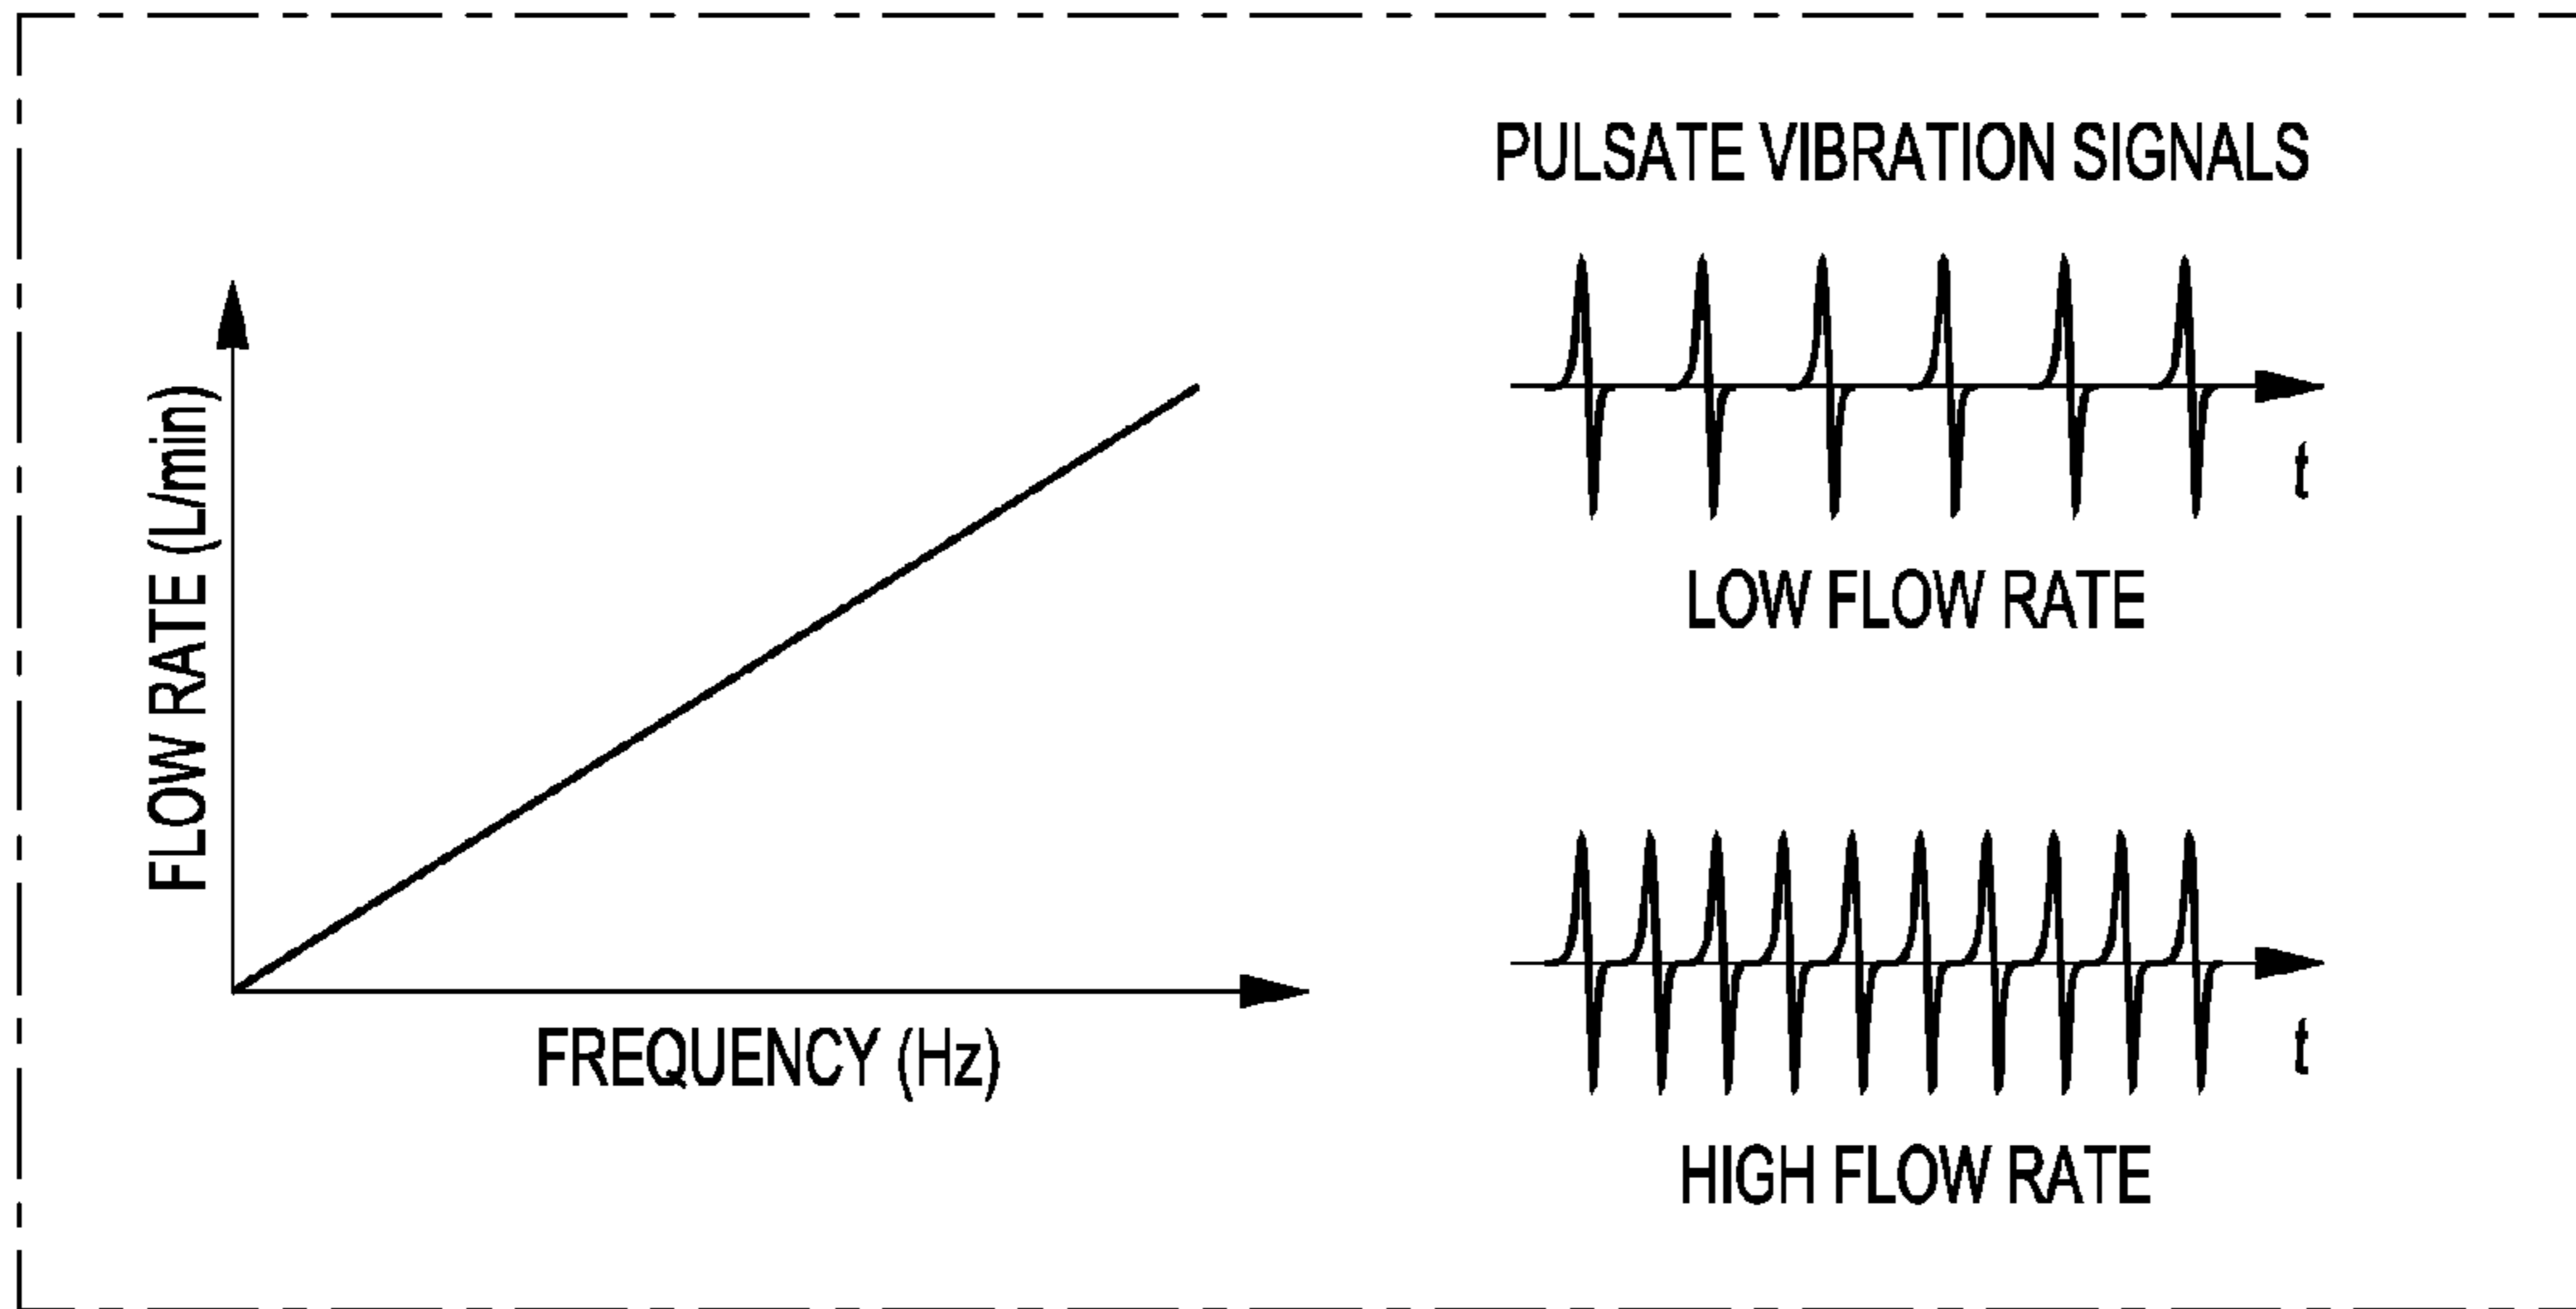 FLOW RATE (L/min)
FREQUENCY (Hz)
PULSATE VIBRATION SIGNALS
t
LOW FLOW RATE
t
HIGH FLOW RATE